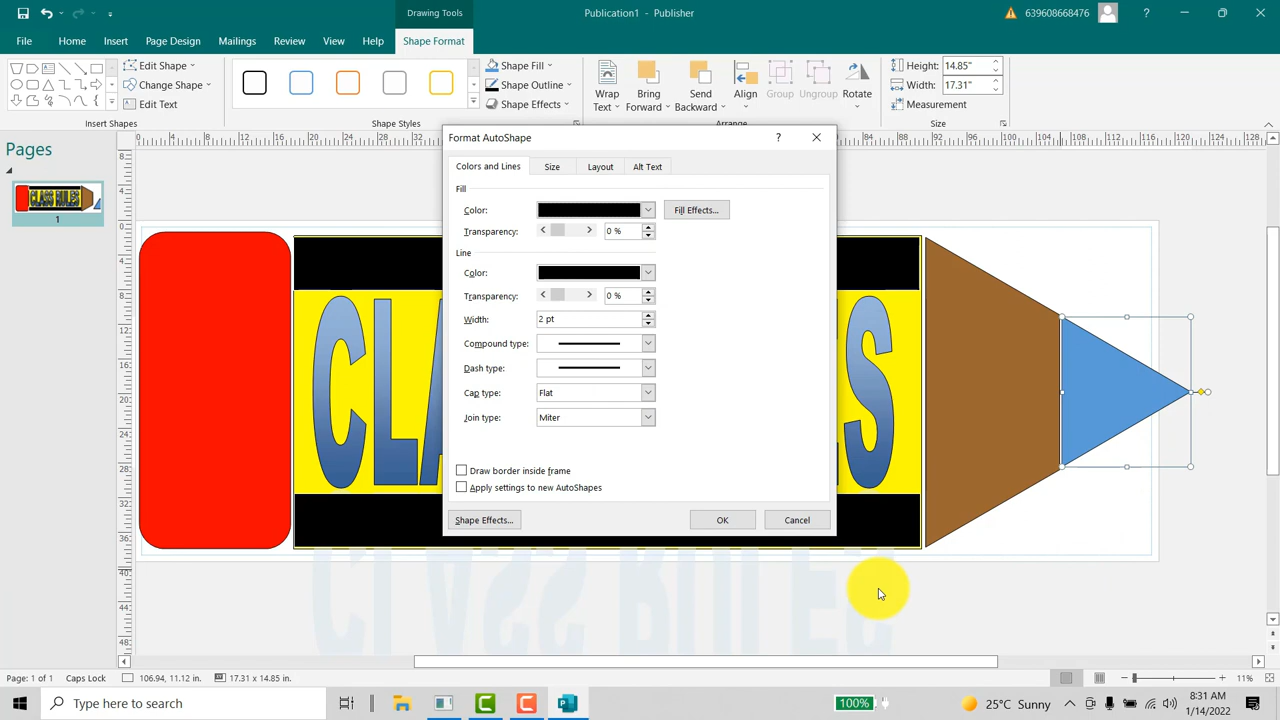 Drawing Tools
Publication1 - Publisher
639608668476
?
File
Home
Insert
Page Design
Mailings
Review
View
Help
Shape Format
Edit Shape
Change Shape
Edit Text
Insert Shapes
Shape Styles
Shape Fill
Shape Outline
Shape Effects
Wrap Text
Bring Forward
Send Backward
Align
Group
Ungroup
Rotate
Arrange
Height: 14.85"
Width: 17.31"
Measurement
Size
Pages
1
CLASS RULES
Format AutoShape
?
Colors and Lines
Size
Layout
Alt Text
Fill
Color:
Fill Effects...
Transparency: 0 %
Line
Color:
Transparency: 0 %
Width: 2 pt
Compound type:
Dash type:
Cap type: Flat
Join type: Miter
Draw border inside frame
Apply settings to new AutoShapes
Shape Effects...
OK
Cancel
Page: 1 of 1
Caps Lock
106.94, 11.12 in.
17.31 x 14.85 in.
11%
Type here to search
100%
25°C Sunny
8:31 AM
1/14/2022